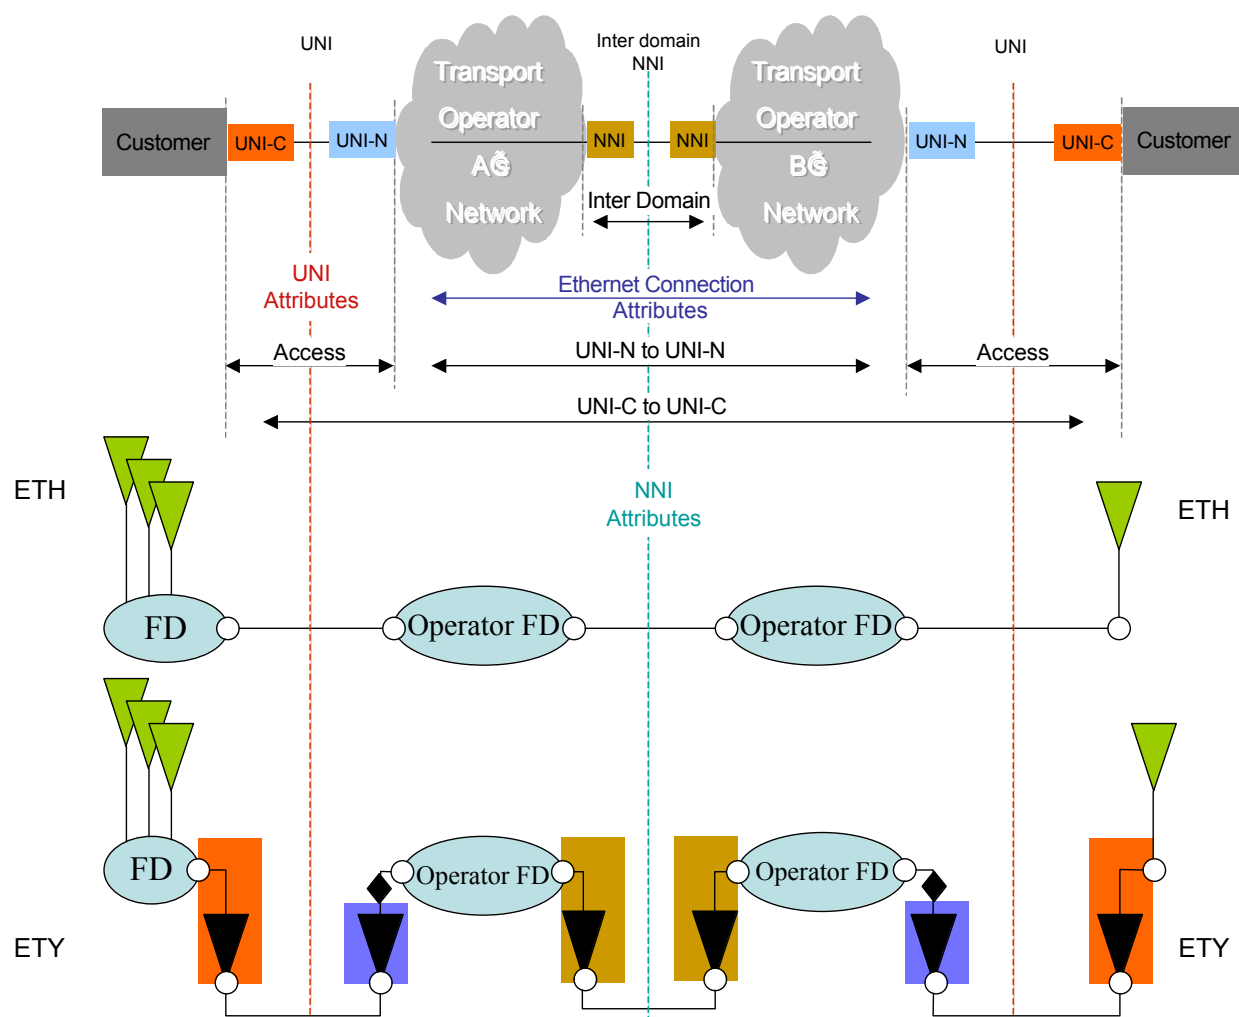 UNI
Inter domain
NNI
UNI
Transport
Operator
Network
Transport
Operator
Network
Customer
UNI-C
UNI-N
NNI
NNI
UNI-N
UNI-C
Customer
Inter Domain
UNI
Attributes
Ethernet Connection
Attributes
Access
UNI-N to UNI-N
Access
UNI-C to UNI-C
ETH
NNI
Attributes
ETH
FD
Operator FD
Operator FD
FD
Operator FD
Operator FD
ETY
ETY